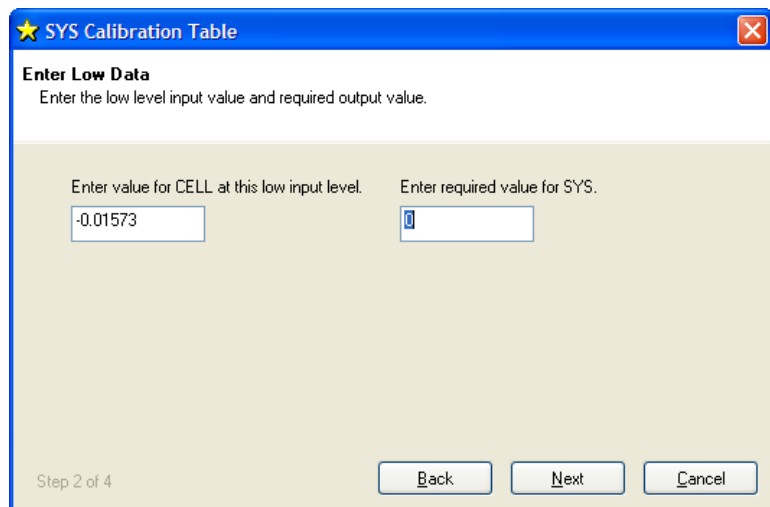 SYS Calibration Table
Enter Low Data
Enter the low level input value and required output value.
Enter value for CELL at this low input level. Enter required value for SYS.
-0.01573 0
Step 2 of 4 Back Next Cancel